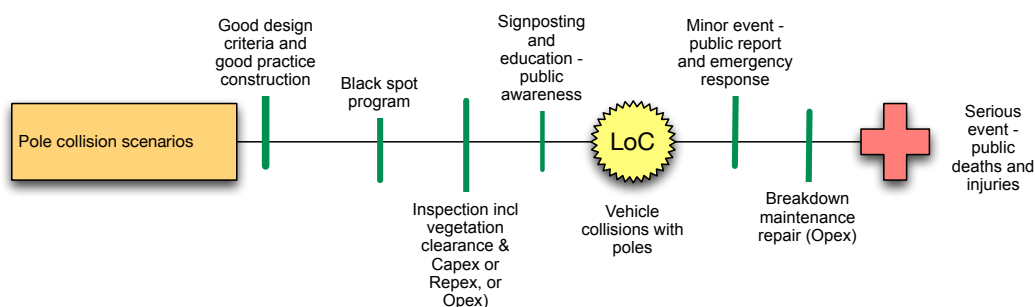 Pole collision scenarios
Good design
criteria and
good practice
construction
Black spot
program
Inspection incl
vegetation
clearance &
Capex or
Repex, or
Opex)
Signposting
and
education -
public
awareness
LoC
Vehicle
collisions with
poles
Minor event -
public report
and emergency
response
Breakdown
maintenance
repair (Opex)
Serious
event -
public
deaths and
injuries